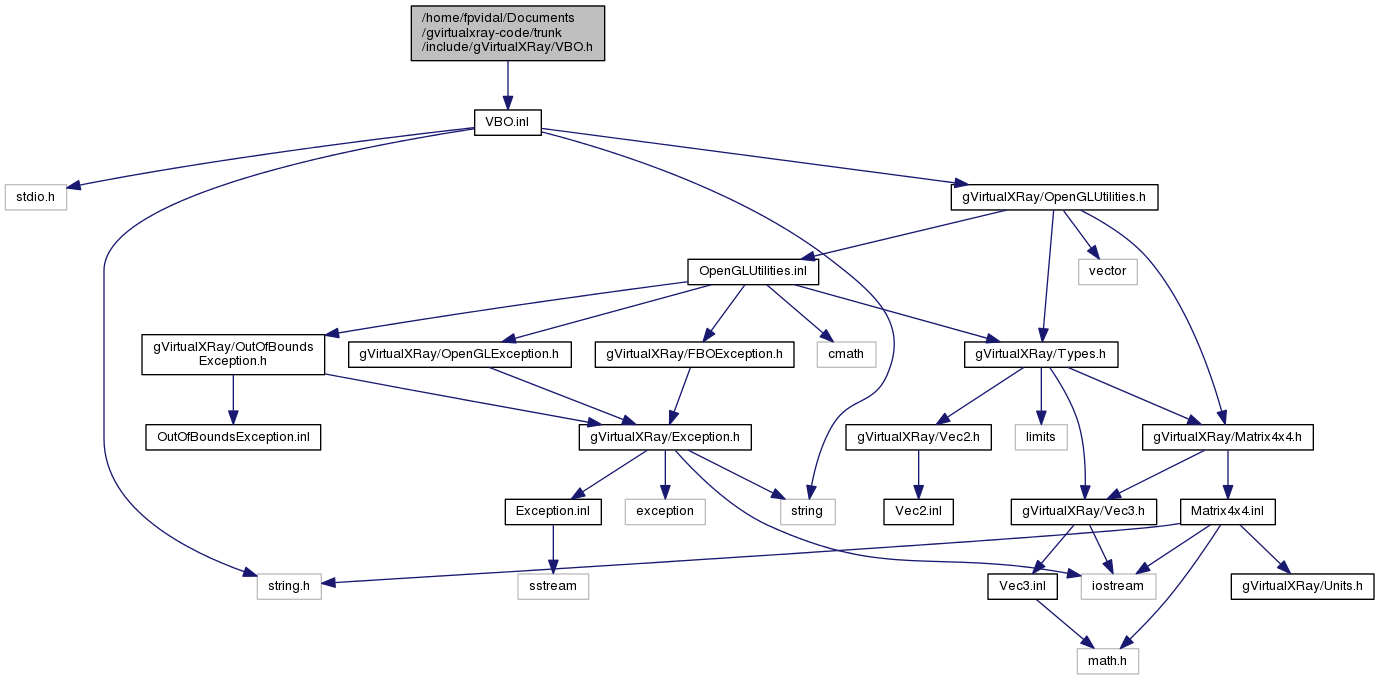 /home/fpvidal/Documents
/gvirtualxray-code/trunk
/include/gVirtualXRay/VBO.h
VBO.inl
stdio.h
gVirtualXRay/OpenGLUtilities.h
OpenGLUtilities.inl
vector
gVirtualXRay/OutOfBounds
Exception.h
gVirtualXRay/OpenGLException.h
gVirtualXRay/FBOException.h
cmath
gVirtualXRay/Types.h
OutOfBoundsException.inl
gVirtualXRay/Exception.h
gVirtualXRay/Vec2.h
limits
gVirtualXRay/Matrix4x4.h
Exception.inl
exception
string
Vec2.inl
gVirtualXRay/Vec3.h
Matrix4x4.inl
string.h
sstream
Vec3.inl
iostream
gVirtualXRay/Units.h
math.h